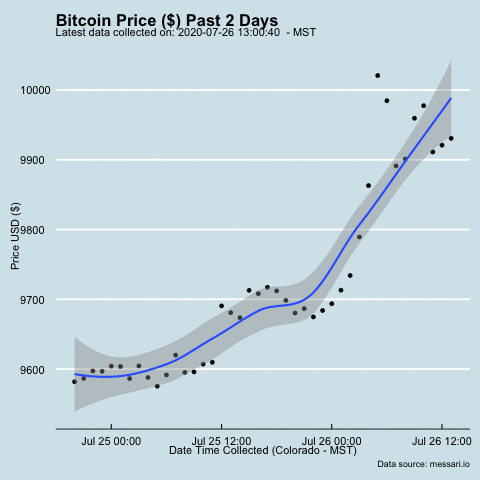 Bitcoin Price ($) Past 2 Days
Latest data collected on: 2020-07-26 13:00:40  - MST
10000
9900
9800
9700
9600
Price USD ($)
Jul 25 00:00 Jul 25 12:00 Jul 26 00:00 Jul 26 12:00
Date Time Collected (Colorado - MST)
Data source: messari.io